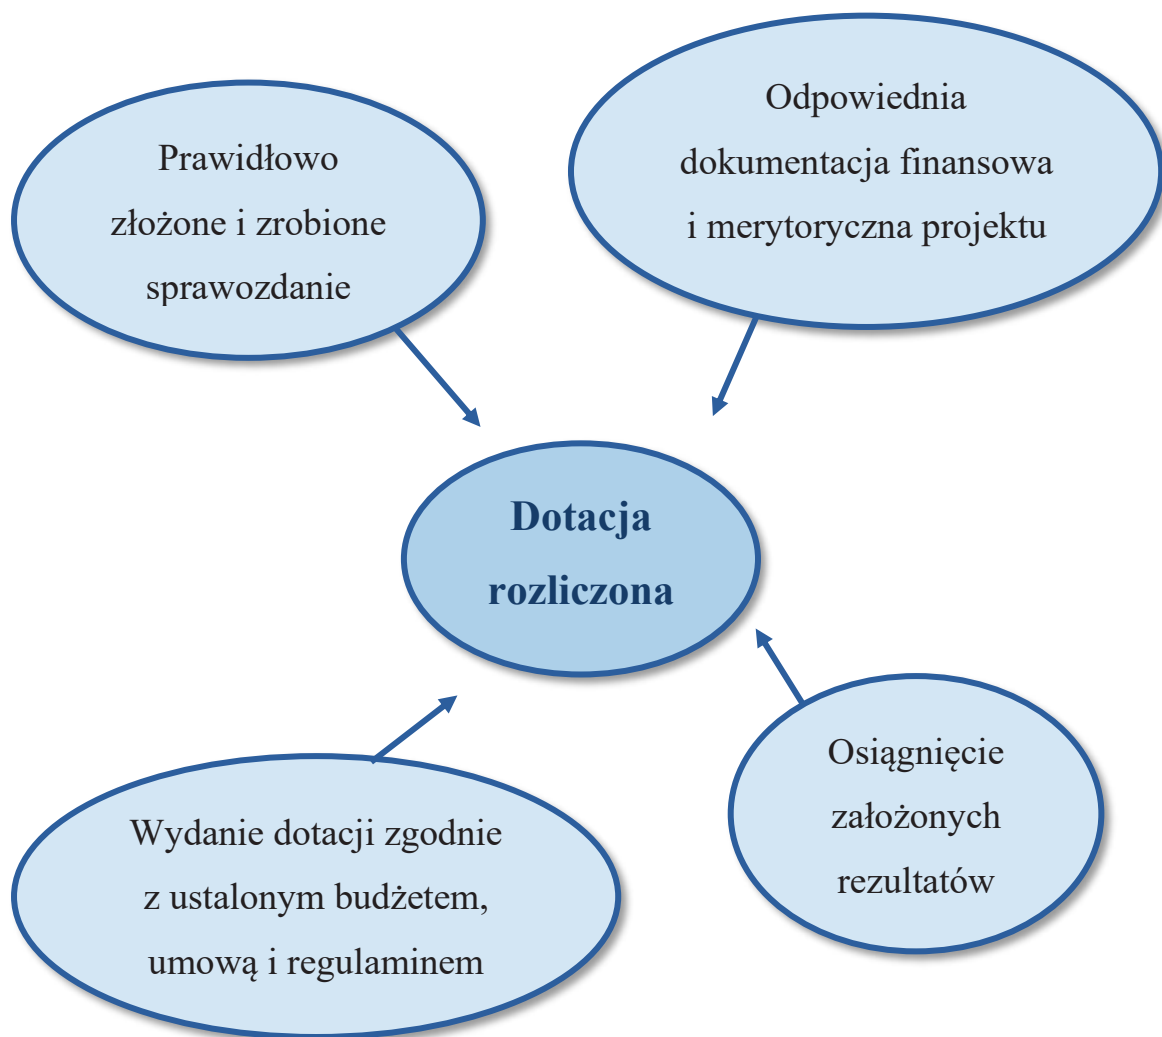 Prawidłowo
złożone i zrobione
sprawozdanie
Odpowiednia
dokumentacja finansowa
i merytoryczna projektu
Dotacja
rozliczona
Wydanie dotacji zgodnie
z ustalonym budżetem,
umową i regulaminem
Osiągnięcie
założonych
rezultatów